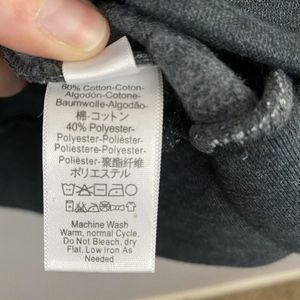 60% Cotton-Coton-
Algodón-Cotone-
Baumwolle-Algodão-
棉-コットン
40% Polyester-
Polyester-Poliéster-
Poliestere-Polyester-
Poliéster-聚酯纤维
ポリエステル
Machine Wash
Warm, normal Cycle,
Do Not Bleach, dry
Flat, Low Iron As
Needed